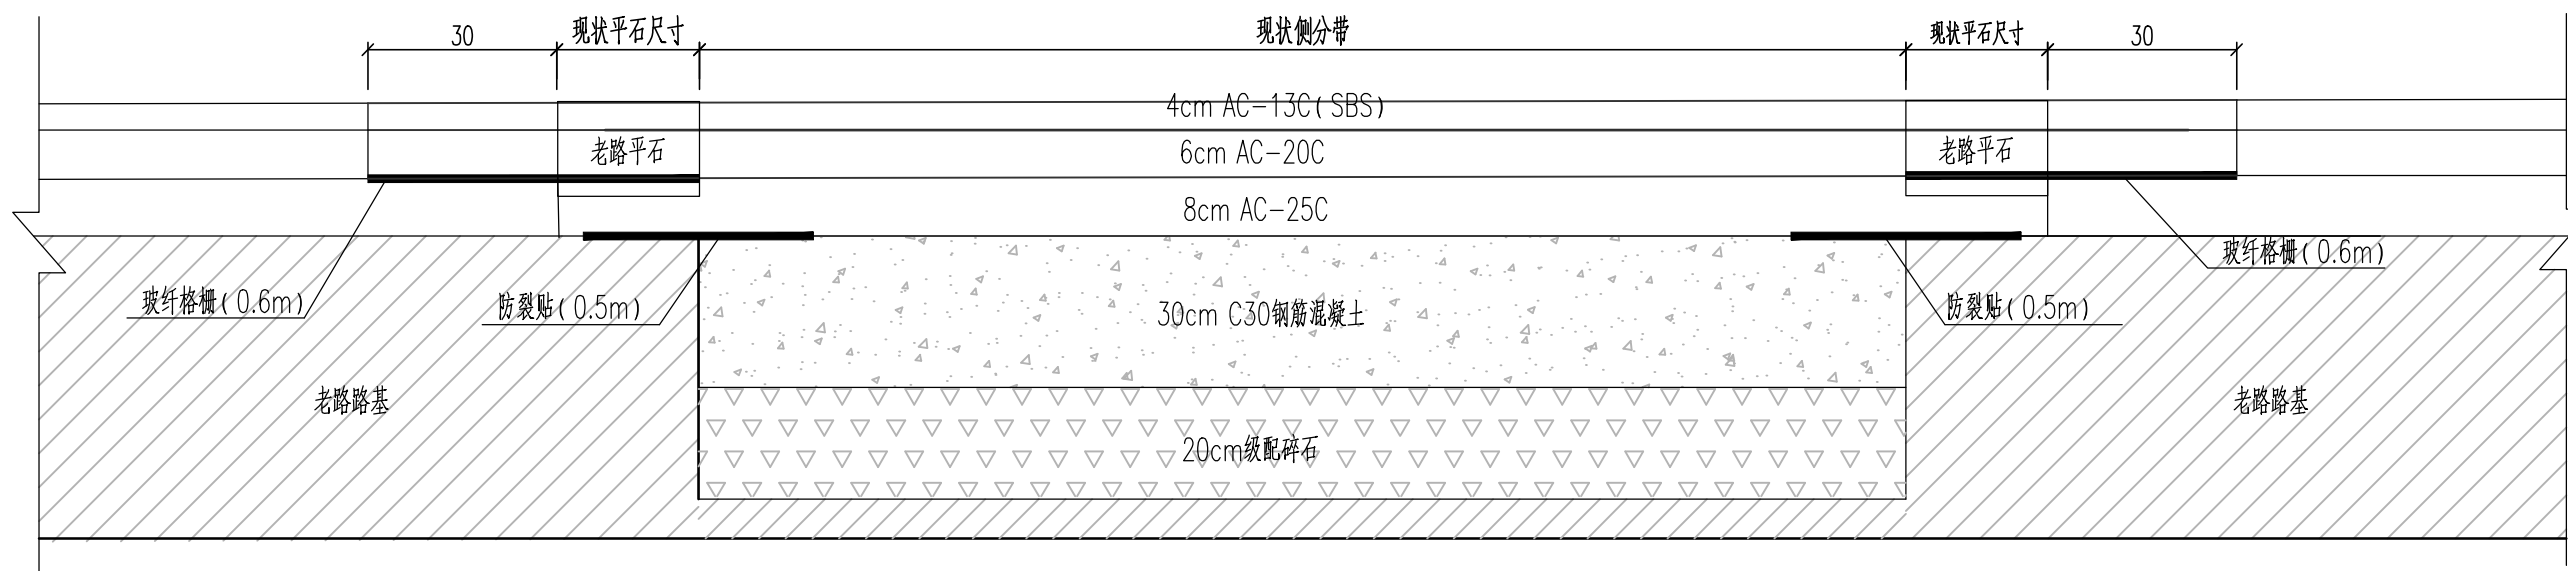 30
现状平石尺寸
现状侧分带
现状平石尺寸
30
4cm AC-13C(SBS)
老路平石
6cm AC-20C
老路平石
8cm AC-25C
玻纤格栅(0.6m)
防裂贴(0.5m)
30cm C30钢筋混凝土
防裂贴(0.5m)
玻纤格栅(0.6m)
老路路基
老路路基
20cm级配碎石